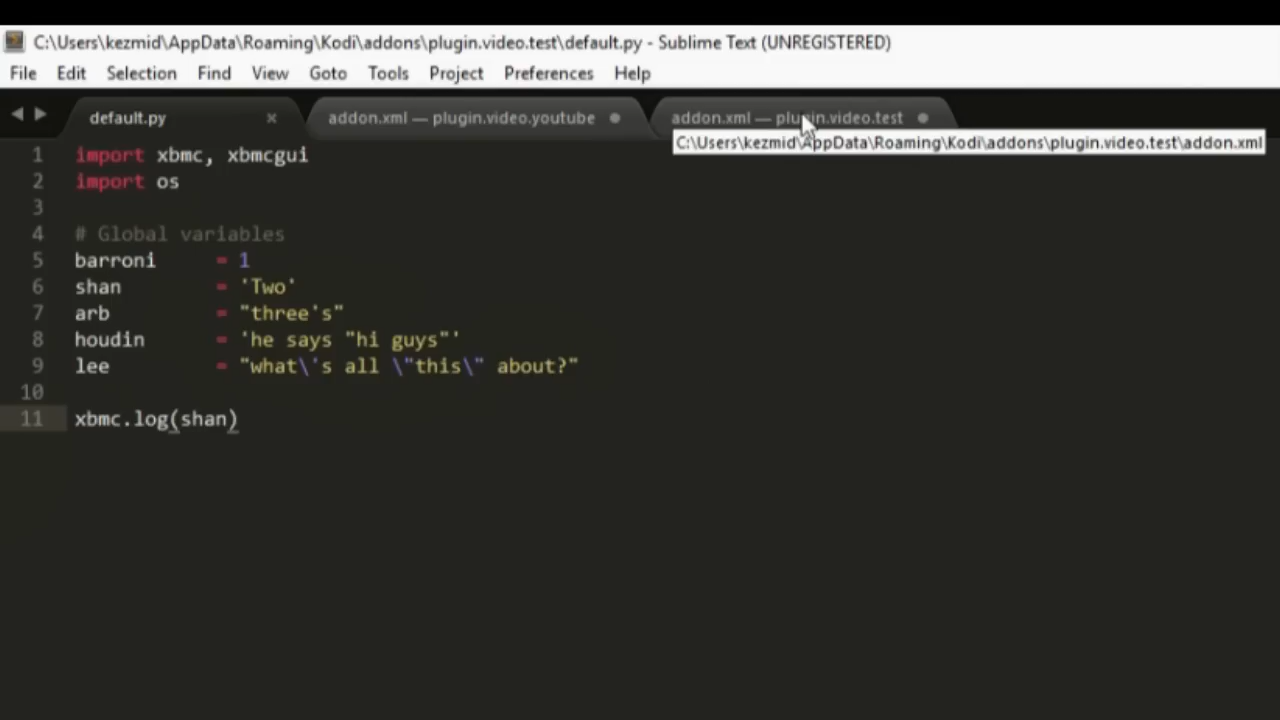 C:\Users\kezmid\AppData\Roaming\Kodi\addons\plugin.video.test\default.py - Sublime Text (UNREGISTERED)
File Edit Selection Find View Goto Tools Project Preferences Help
default.py × addon.xml — plugin.video.youtube addon.xml — plugin.video.test
C:\Users\kezmid\AppData\Roaming\Kodi\addons\plugin.video.test\addon.xml
1 import xbmc, xbmcgui
2 import os
3
4 # Global variables
5 barroni = 1
6 shan = 'Two'
7 arb = "three's"
8 houdin = 'he says "hi guys"'
9 lee = "what\'s all \"this\" about?"
10
11 xbmc.log(shan)